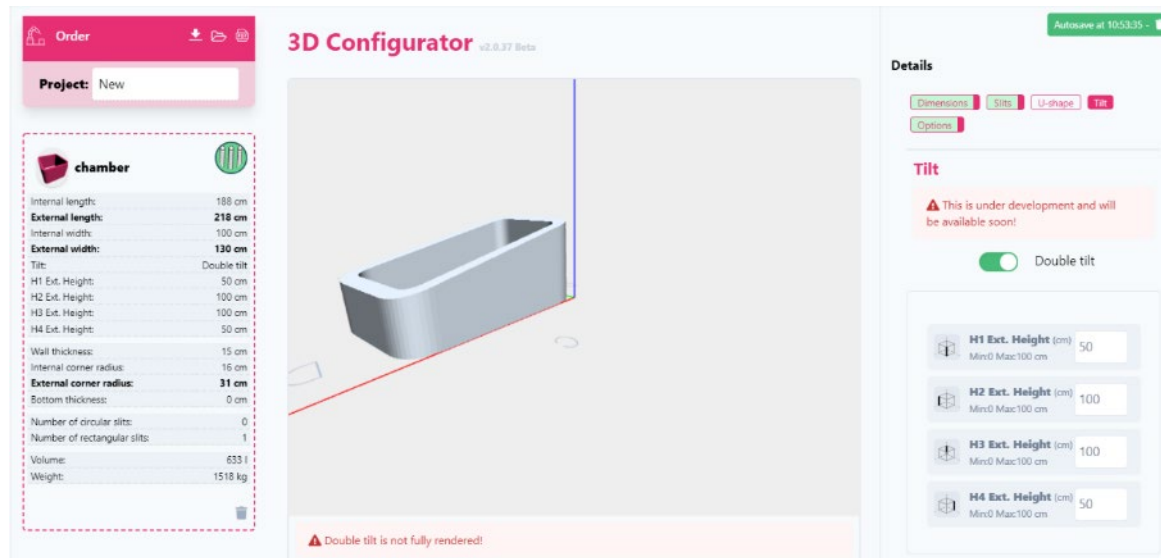 Order
Project: New
chamber
Internal length: 188 cm
External length: 218 cm
Internal width: 100 cm
External width: 130 cm
Tilt: Double tilt
H1 Ext. Height: 50 cm
H2 Ext. Height: 100 cm
H3 Ext. Height: 100 cm
H4 Ext. Height: 50 cm
Wall thickness: 15 cm
Internal corner radius: 16 cm
External corner radius: 31 cm
Bottom thickness: 0 cm
Number of circular slits: 0
Number of rectangular slits: 1
Volume: 633 l
Weight: 1518 kg
3D Configurator v2.0.37 Beta
Double tilt is not fully rendered!
Autosave at 10:53:35 -
Details
Dimensions Slits U-shape Tilt
Options
Tilt
This is under development and will
be available soon!
Double tilt
H1 Ext. Height (cm) 50
Min:0 Max:100 cm
H2 Ext. Height (cm) 100
Min:0 Max:100 cm
H3 Ext. Height (cm) 100
Min:0 Max:100 cm
H4 Ext. Height (cm) 50
Min:0 Max:100 cm